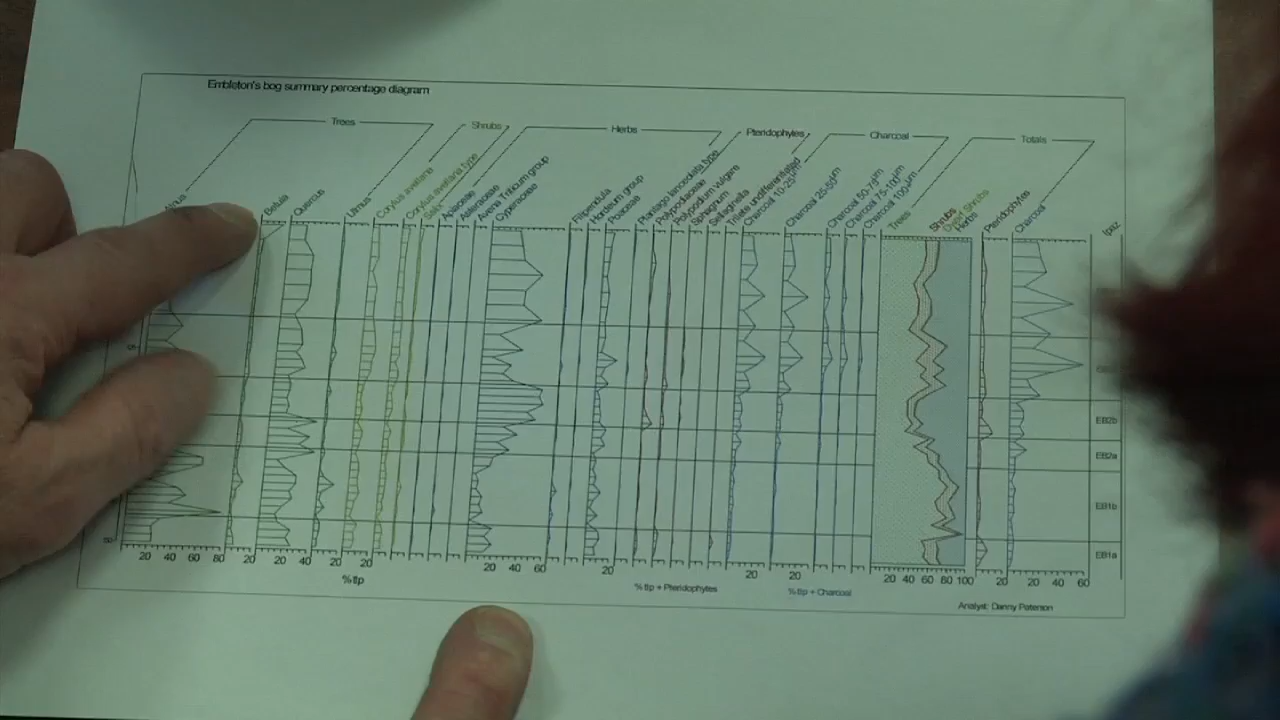 Embleton's bog summary percentage diagram
Trees
Shrubs
Herbs
Pteridophytes
Charcoal
Totals
Alnus
Betula
Quercus
Ulmus
Corylus avellana
Corylus avellana type
Salix
Apiaceae
Asteraceae
Avena Triticum group
Cyperaceae
Filipendula
Hordeum group
Poaceae
Plantago lanceolata type
Polypodiaceae
Polypodium vulgare
Sphagnum
Selaginella
Trilete undifferentiated
Charcoal 10-25µm
Charcoal 25-50µm
Charcoal 50-75µm
Charcoal 75-100µm
Charcoal 100µm
Trees
Shrubs
Dwarf Shrubs
Herbs
Pteridophytes
Charcoal
lpaz
EB2b
EB2a
EB1b
EB1a
20 40 60 80 20 20 40 20 20 20 20 40 60 20 20 20 20 40 60 80 100 20 20 40 60
% tlp
% tlp + Pteridophytes
% tlp + Charcoal
Analyst: Danny Paterson